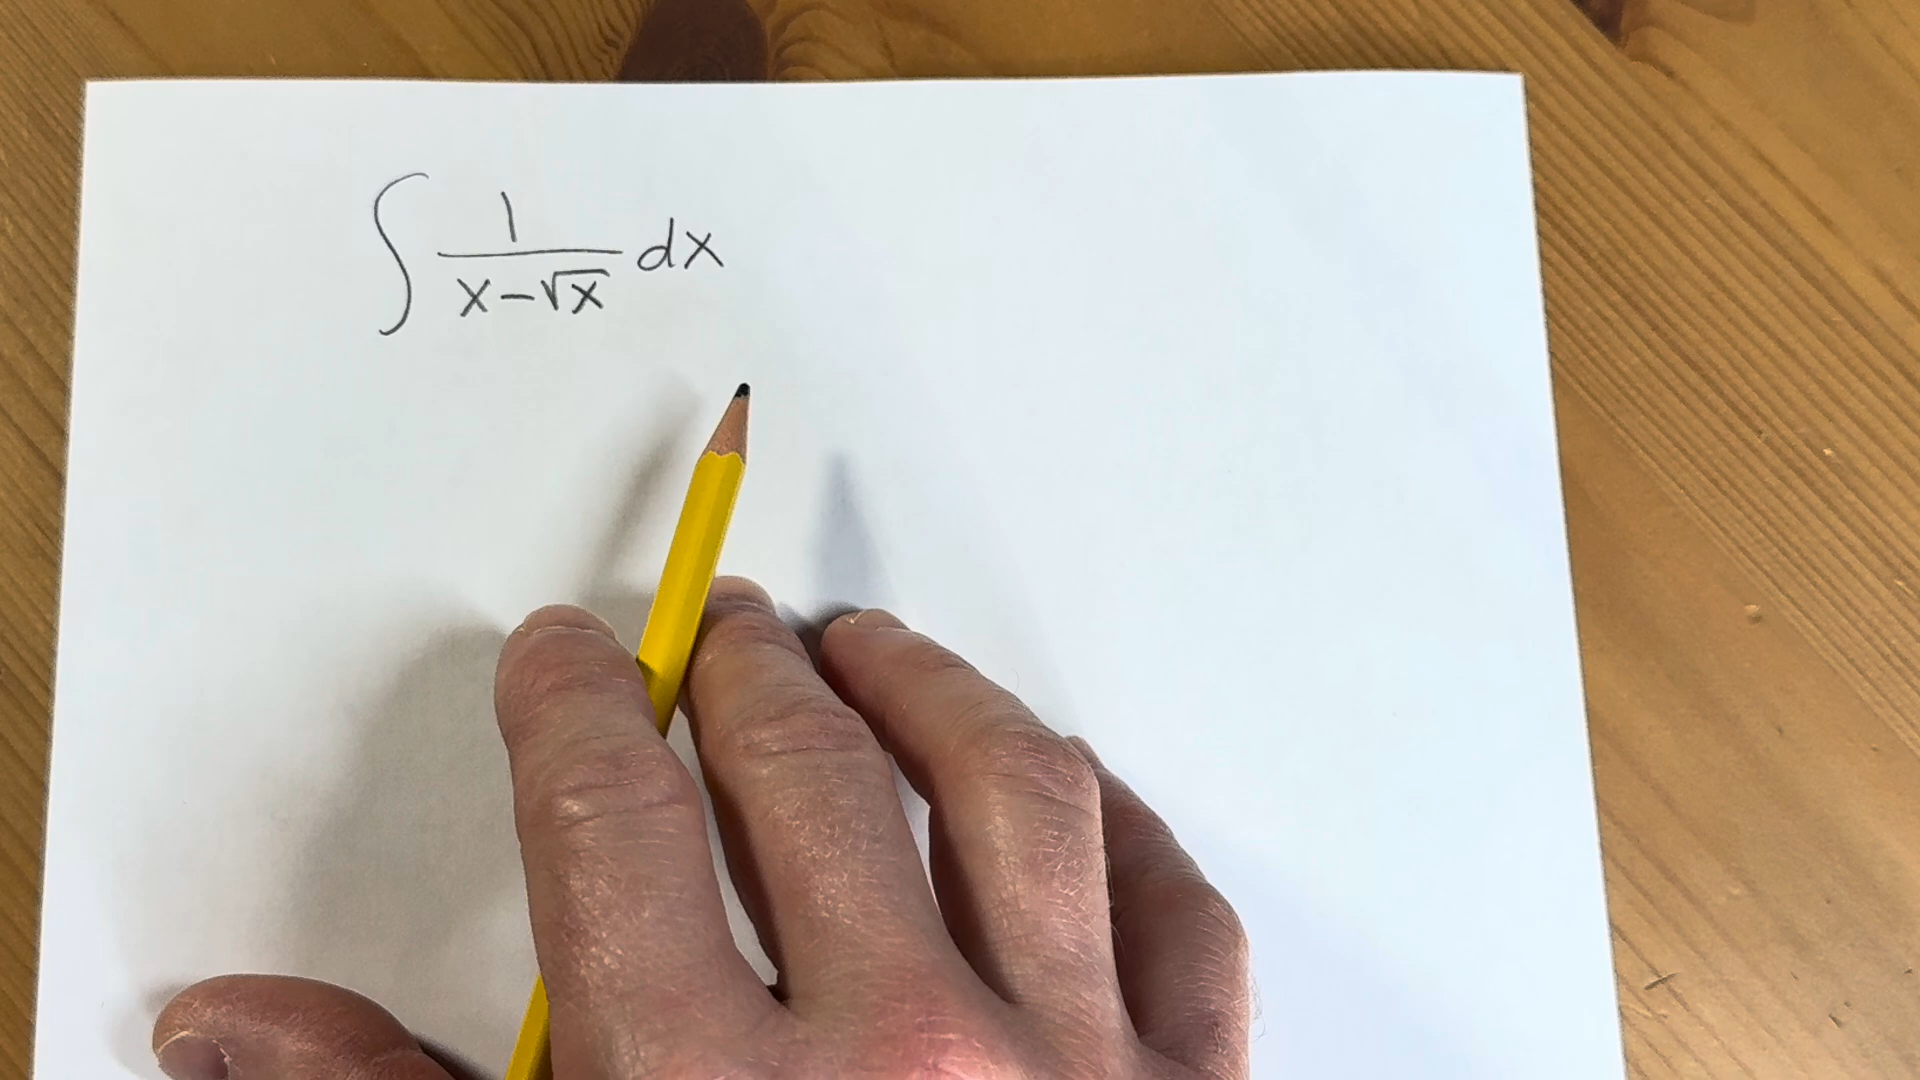 ∫ 1/(x-√x) dx